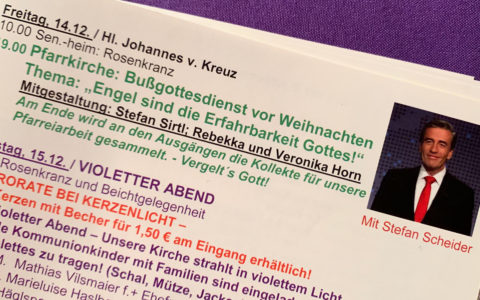 Freitag, 14.12. / Hl. Johannes v. Kreuz
10.00 Sen.-heim: Rosenkranz
19.00 Pfarrkirche: Bußgottesdienst vor Weihnachten
Thema: „Engel sind die Erfahrbarkeit Gottes!“
Mitgestaltung: Stefan Sirtl; Rebekka und Veronika Horn
Am Ende wird an den Ausgängen die Kollekte für unsere
Pfarreiarbeit gesammelt. - Vergelt´s Gott!
Mit Stefan Scheider
stag, 15.12. / VIOLETTER ABEND
Rosenkranz und Beichtgelegenheit
RORATE BEI KERZENLICHT –
Kerzen mit Becher für 1,50 € am Eingang erhältlich!
ioletter Abend – Unsere Kirche strahlt in violettem Licht
e Kommunionkinder mit Familien sind eingelad
lettes zu tragen! (Schal, Mütze, Jacke
M. Mathias Vilsmaier f.+ Ehef
Marieluise Hasl
Häglsp